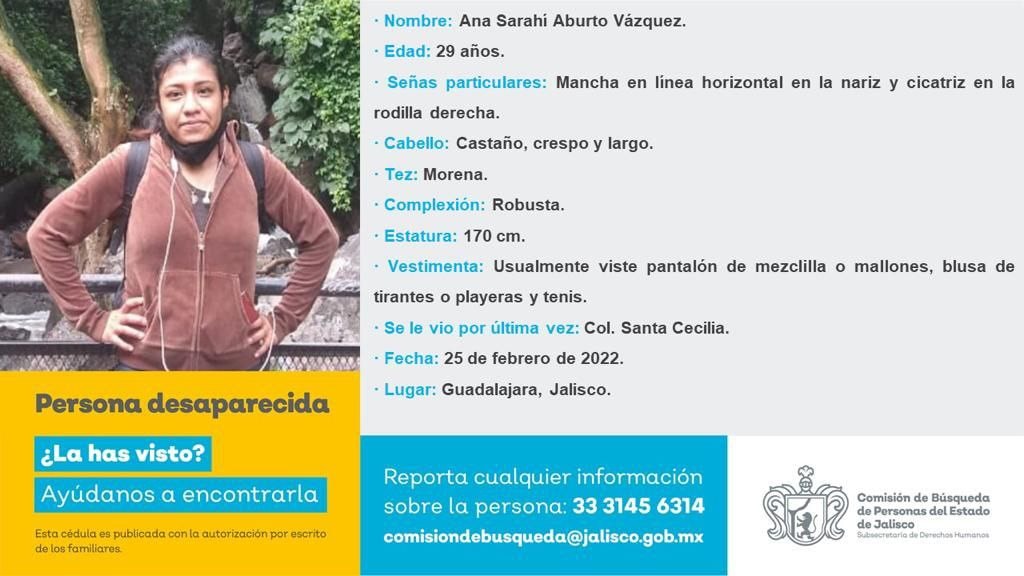 · Nombre: Ana Sarahí Aburto Vázquez.
· Edad: 29 años.
· Señas particulares: Mancha en línea horizontal en la nariz y cicatriz en la
rodilla derecha.
· Cabello: Castaño, crespo y largo.
· Tez: Morena.
· Complexión: Robusta.
· Estatura: 170 cm.
· Vestimenta: Usualmente viste pantalón de mezclilla o mallones, blusa de
tirantes o playeras y tenis.
· Se le vio por última vez: Col. Santa Cecilia.
· Fecha: 25 de febrero de 2022.
· Lugar: Guadalajara, Jalisco.
Persona desaparecida
¿La has visto?
Ayúdanos a encontrarla
Esta cédula es publicada con la autorización por escrito
de los familiares.
Reporta cualquier información
sobre la persona: 33 3145 6314
comisiondebusqueda@jalisco.gob.mx
Comisión de Búsqueda
de Personas del Estado
de Jalisco
Subsecretaría de Derechos Humanos